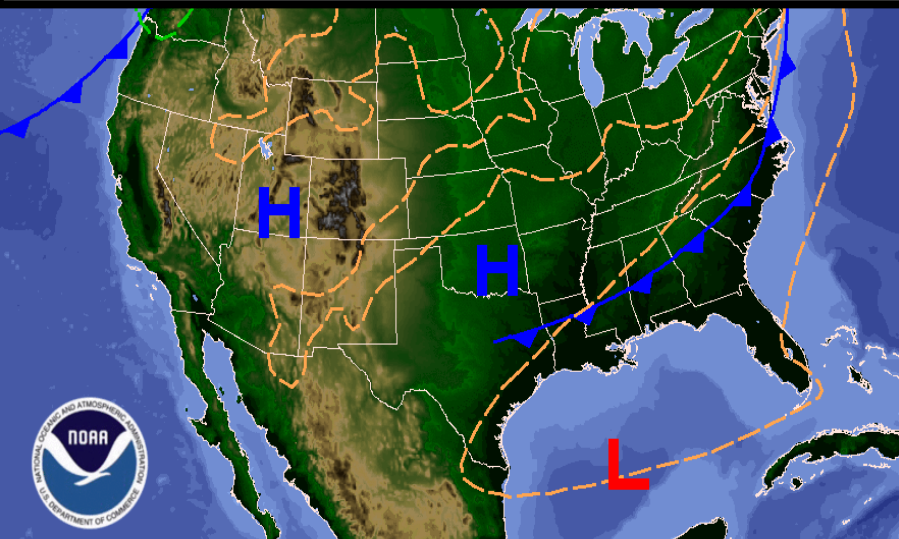 H
H
L
NOAA
NATIONAL OCEANIC AND ATMOSPHERIC ADMINISTRATION
U.S. DEPARTMENT OF COMMERCE